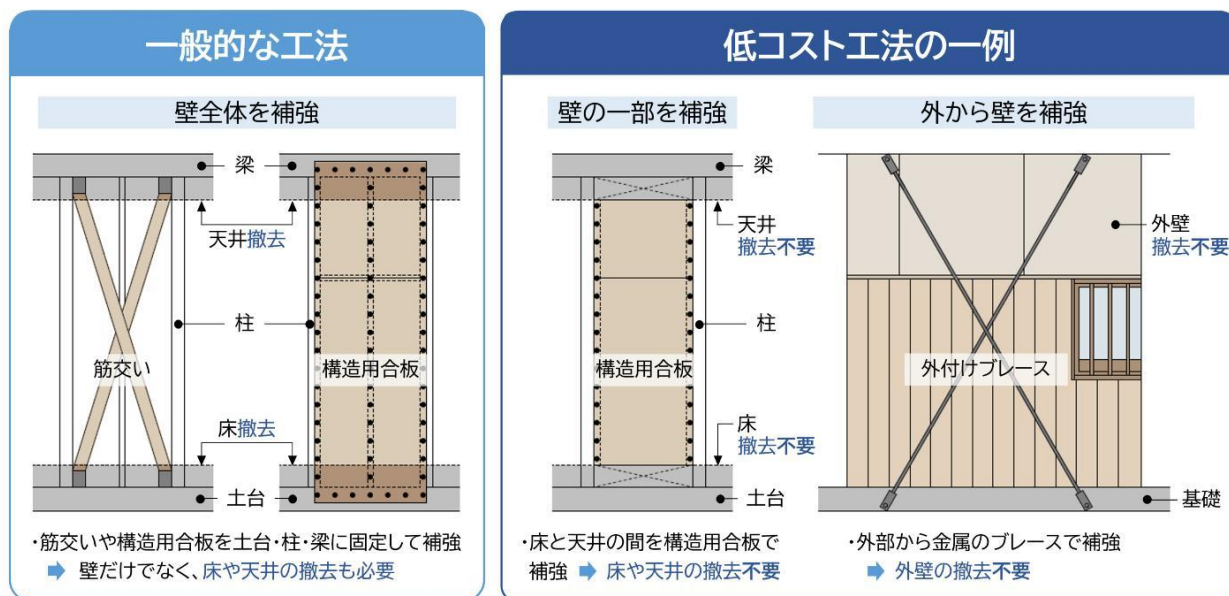 一般的な工法
壁全体を補強
梁
天井撤去
柱
筋交い
構造用合板
床撤去
土台
・筋交いや構造用合板を土台・柱・梁に固定して補強
➡ 壁だけでなく、床や天井の撤去も必要
低コスト工法の一例
壁の一部を補強
梁
天井
撤去不要
柱
構造用合板
床
撤去不要
土台
・床と天井の間を構造用合板で
補強 ➡ 床や天井の撤去不要
外から壁を補強
外壁
撤去不要
外付けブレース
基礎
・外部から金属のブレースで補強
➡ 外壁の撤去不要